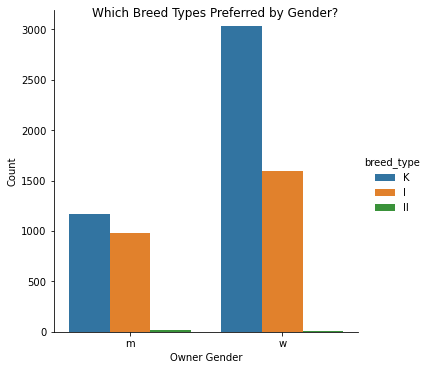 Which Breed Types Preferred by Gender?
3000
2500
2000
1500
1000
500
0
Count
m
w
Owner Gender
breed_type
K
I
II